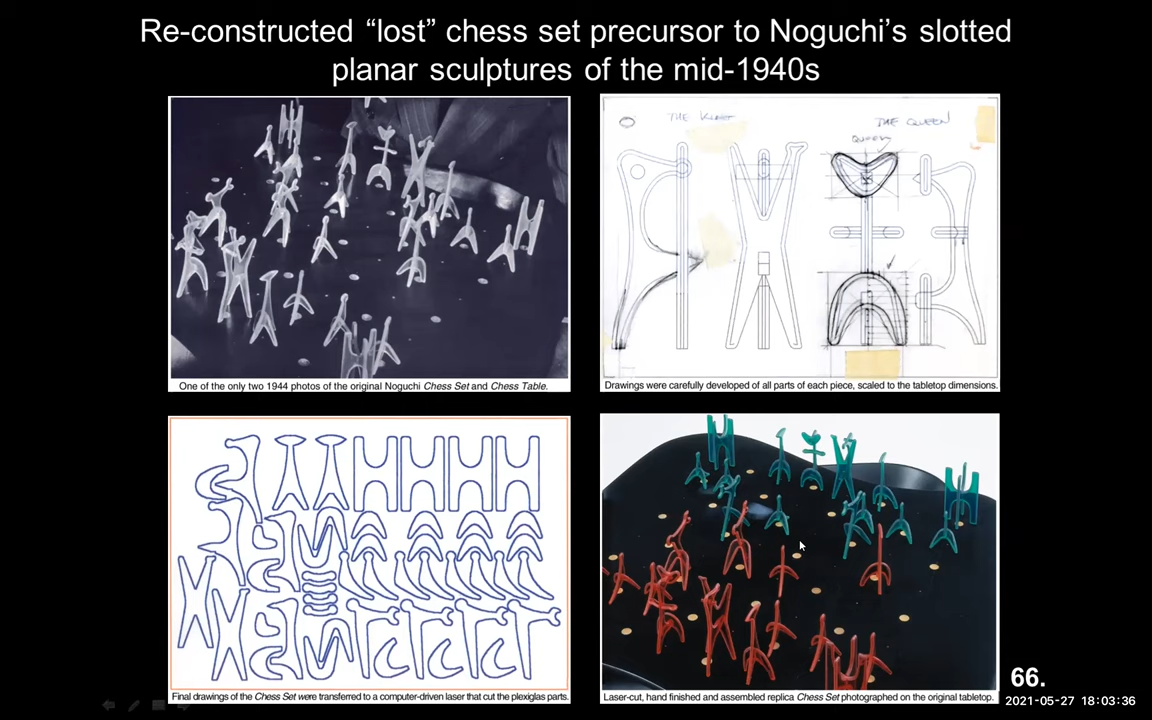 Re-constructed “lost” chess set precursor to Noguchi’s slotted
planar sculptures of the mid-1940s
One of the only two 1944 photos of the original Noguchi Chess Set and Chess Table.
THE KING
THE QUEEN
QUEEN
Drawings were carefully developed of all parts of each piece, scaled to the tabletop dimensions.
Final drawings of the Chess Set were transferred to a computer-driven laser that cut the plexiglas parts.
Laser-cut, hand finished and assembled replica Chess Set photographed on the original tabletop.
66.
2021-05-27 18:03:36